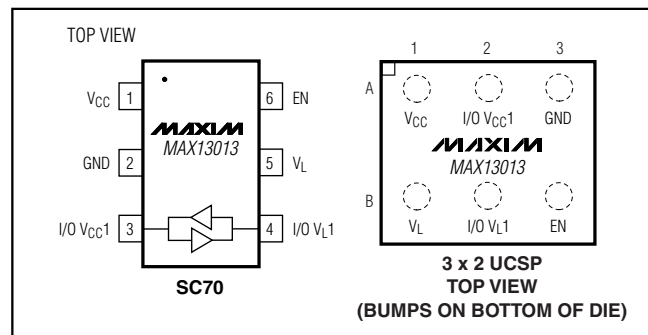 TOP VIEW
VCC 1
6 EN
MAXIM
MAX13013
GND 2
5 VL
I/O VCC1 3
4 I/O VL1
SC70
1 2 3
A
VCC I/O VCC1 GND
MAXIM
MAX13013
B
VL I/O VL1 EN
3 x 2 UCSP
TOP VIEW
(BUMPS ON BOTTOM OF DIE)